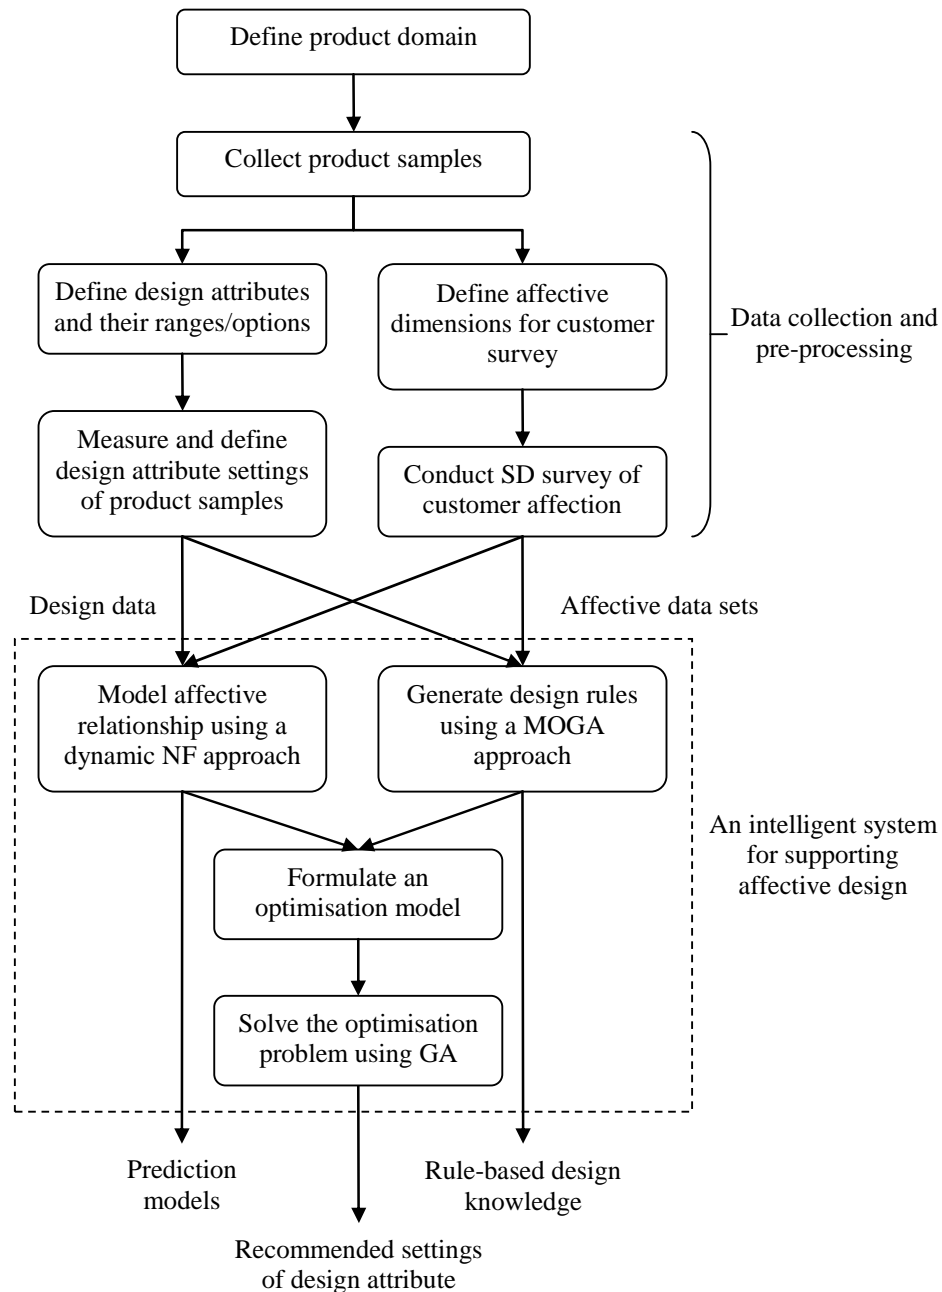 Define product domain
Collect product samples
Define design attributes
and their ranges/options
Define affective
dimensions for customer
survey
Data collection and
pre-processing
Measure and define
design attribute settings
of product samples
Conduct SD survey of
customer affection
Design data
Affective data sets
Model affective
relationship using a
dynamic NF approach
Generate design rules
using a MOGA
approach
An intelligent system
for supporting
affective design
Formulate an
optimisation model
Solve the optimisation
problem using GA
Prediction
models
Rule-based design
knowledge
Recommended settings
of design attribute